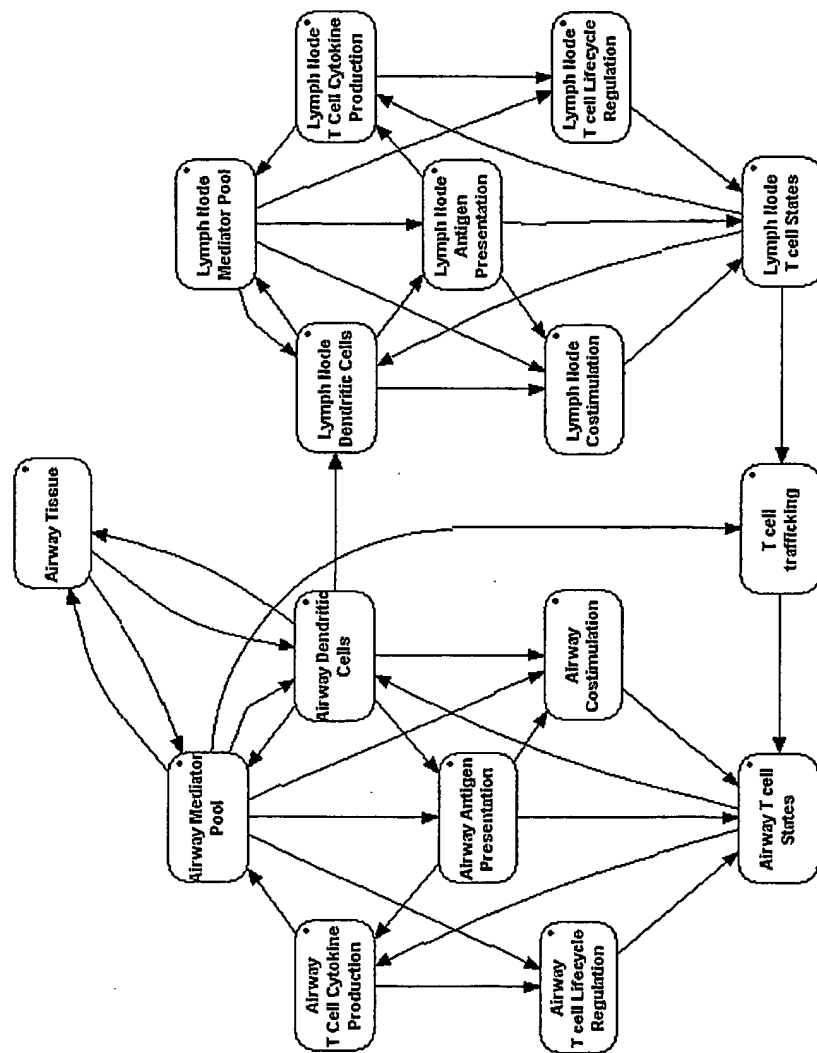 Airway Tissue
Airway Mediator
Pool
Airway
T Cell Cytokine
Production
Airway Dendritic
Cells
Airway Antigen
Presentation
Airway
T cell Lifecycle
Regulation
Airway
Costimulation
Airway T cell
States
T cell
trafficking
Lymph Node
Mediator Pool
Lymph Node
Dendritic Cells
Lymph Node
T Cell Cytokine
Production
Lymph Node
Antigen
Presentation
Lymph Node
Costimulation
Lymph Node
T cell Lifecycle
Regulation
Lymph Node
T cell States